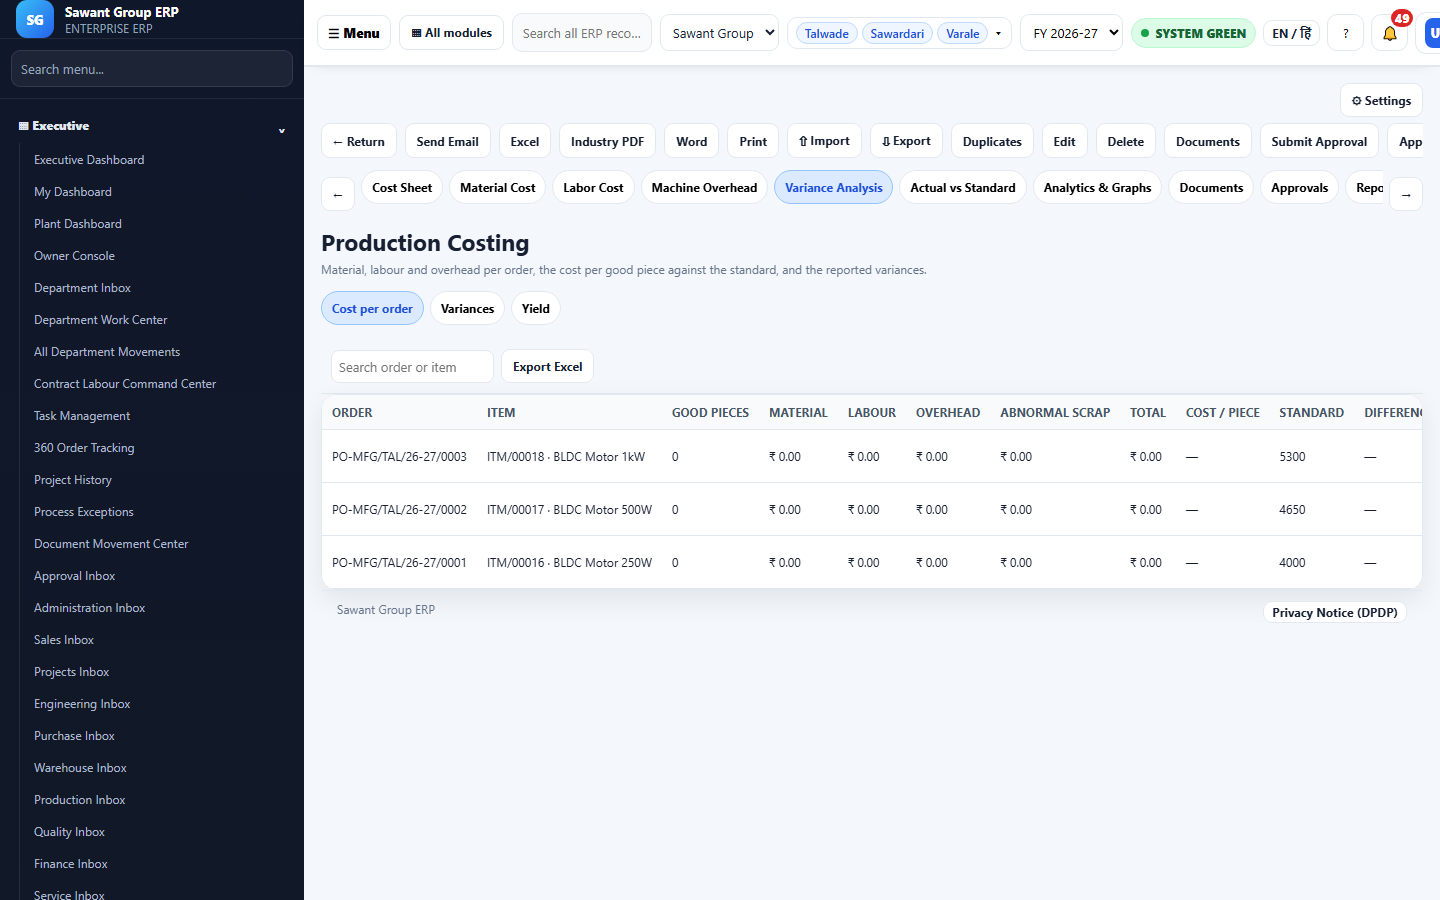 SG
Sawant Group ERP
ENTERPRISE ERP
☰ Menu
All modules
Search all ERP reco...
Sawant Group
Talwade
Sawardari
Varale
FY 2026-27
SYSTEM GREEN
EN / हिं
?
49
U
Search menu...
⚙ Settings
Executive
← Return
Send Email
Excel
Industry PDF
Word
Print
⇧ Import
⇩ Export
Duplicates
Edit
Delete
Documents
Submit Approval
App
←
Cost Sheet
Material Cost
Labor Cost
Machine Overhead
Variance Analysis
Actual vs Standard
Analytics & Graphs
Documents
Approvals
Repo
→
Executive Dashboard
My Dashboard
Plant Dashboard
Owner Console
Department Inbox
Department Work Center
All Department Movements
Contract Labour Command Center
Task Management
360 Order Tracking
Project History
Process Exceptions
Document Movement Center
Approval Inbox
Administration Inbox
Sales Inbox
Projects Inbox
Engineering Inbox
Purchase Inbox
Warehouse Inbox
Production Inbox
Quality Inbox
Finance Inbox
Service Inbox
Production Costing
Material, labour and overhead per order, the cost per good piece against the standard, and the reported variances.
Cost per order
Variances
Yield
Search order or item
Export Excel
ORDER ITEM GOOD PIECES MATERIAL LABOUR OVERHEAD ABNORMAL SCRAP TOTAL COST / PIECE STANDARD DIFFERENC
PO-MFG/TAL/26-27/0003 ITM/00018 · BLDC Motor 1kW 0 ₹ 0.00 ₹ 0.00 ₹ 0.00 ₹ 0.00 ₹ 0.00 — 5300 —
PO-MFG/TAL/26-27/0002 ITM/00017 · BLDC Motor 500W 0 ₹ 0.00 ₹ 0.00 ₹ 0.00 ₹ 0.00 ₹ 0.00 — 4650 —
PO-MFG/TAL/26-27/0001 ITM/00016 · BLDC Motor 250W 0 ₹ 0.00 ₹ 0.00 ₹ 0.00 ₹ 0.00 ₹ 0.00 — 4000 —
Sawant Group ERP
Privacy Notice (DPDP)